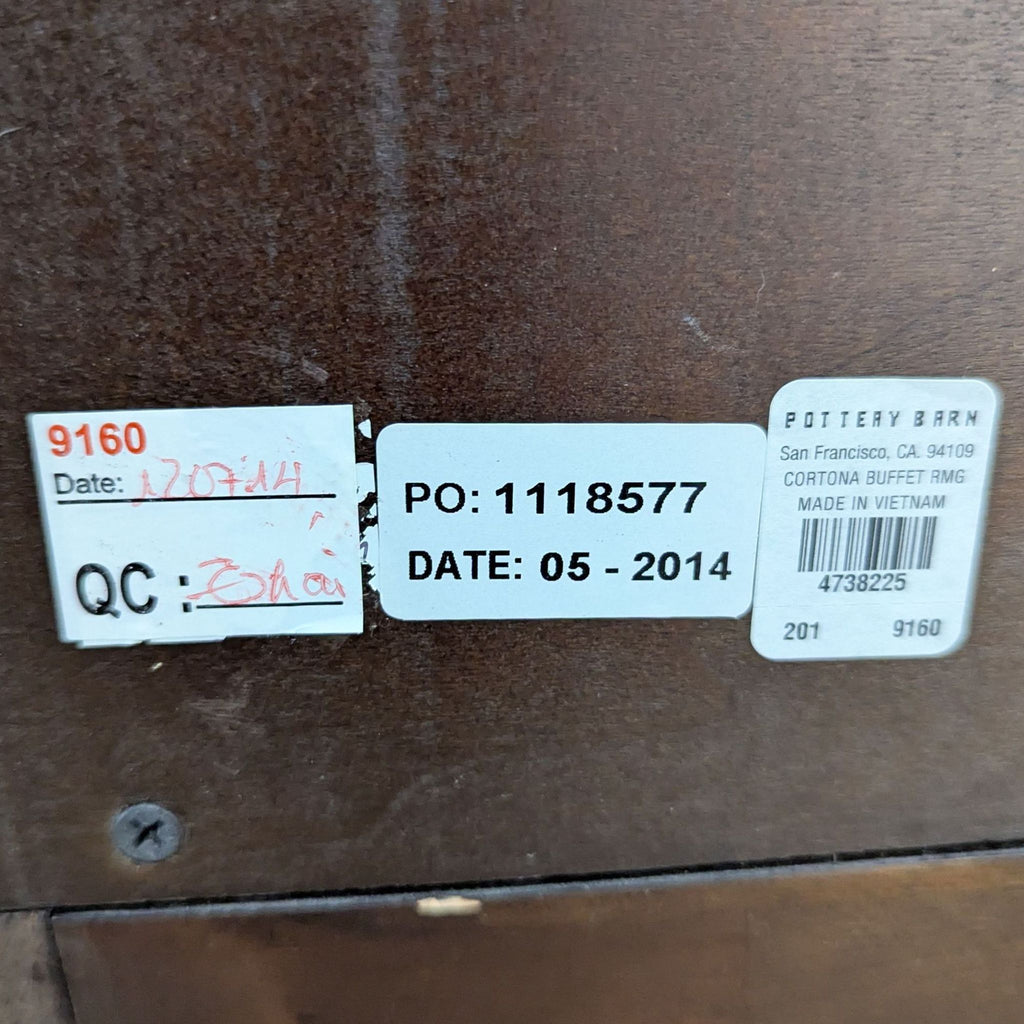 9160
Date: 120714
QC :
PO: 1118577
DATE: 05 - 2014
POTTERY BARN
San Francisco, CA. 94109
CORTONA BUFFET RMG
MADE IN VIETNAM
4738225
201 9160